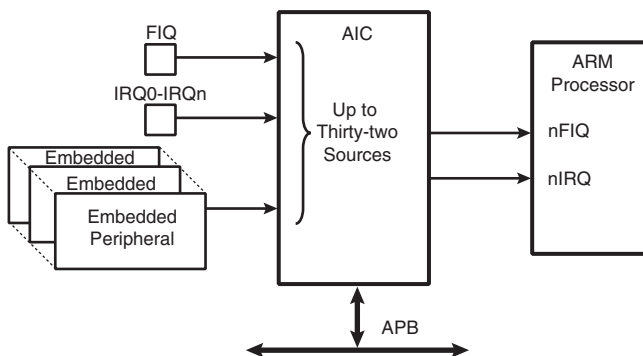 FIQ
IRQ0-IRQn
Embedded
Embedded
Embedded
Peripheral
AIC
Up to
Thirty-two
Sources
ARM
Processor
nFIQ
nIRQ
APB